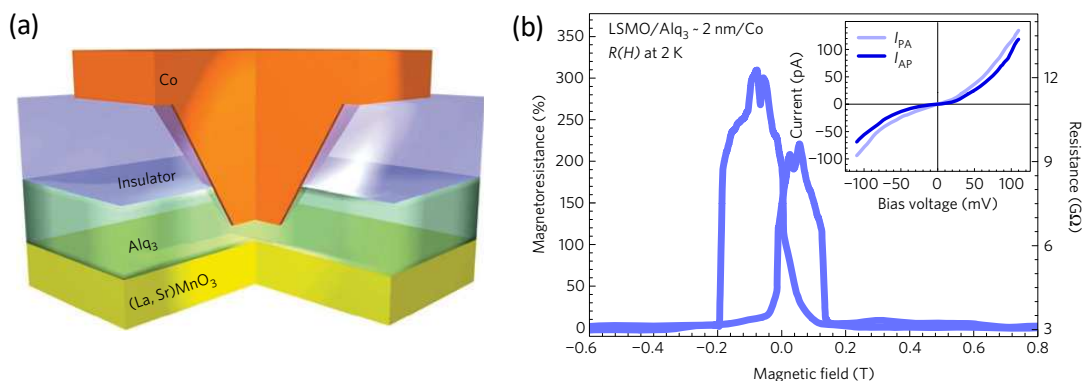 (a)
Co
Insulator
Alq₃
(La, Sr)MnO₃
(b)
LSMO/Alq₃ ~ 2 nm/Co
R(H) at 2 K
Magnetoresistance (%)
350
300
250
200
150
100
50
0
−0.6
−0.4
−0.2
0.0
0.2
0.4
0.6
0.8
Magnetic field (T)
12
9
6
3
Resistance (GΩ)
I_PA
I_AP
Current (pA)
100
50
0
−50
−100
−100
−50
0
50
100
Bias voltage (mV)